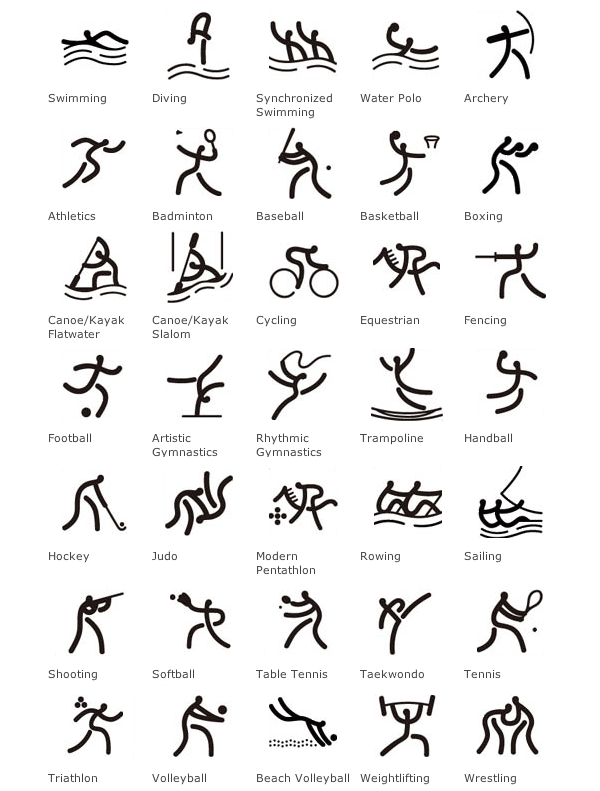 Swimming
Diving
Synchronized
Swimming
Water Polo
Archery
Athletics
Badminton
Baseball
Basketball
Boxing
Canoe/Kayak
Flatwater
Canoe/Kayak
Slalom
Cycling
Equestrian
Fencing
Football
Artistic
Gymnastics
Rhythmic
Gymnastics
Trampoline
Handball
Hockey
Judo
Modern
Pentathlon
Rowing
Sailing
Shooting
Softball
Table Tennis
Taekwondo
Tennis
Triathlon
Volleyball
Beach Volleyball
Weightlifting
Wrestling